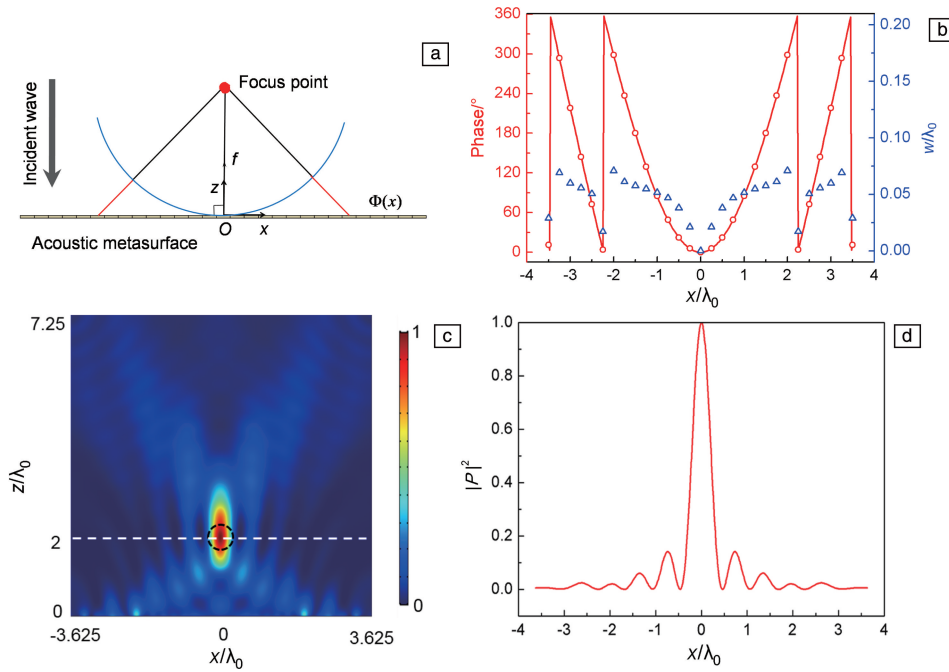 a
Incident wave
Focus point
f
z
Φ(x)
O
x
Acoustic metasurface
b
Phase/°
360
300
240
180
120
60
0
w/λ0
0.20
0.15
0.10
0.05
0.00
-4 -3 -2 -1 0 1 2 3 4
x/λ0
c
7.25
z/λ0
2
0
-3.625 0 3.625
x/λ0
1
0
d
|P|²
1.0
0.8
0.6
0.4
0.2
0.0
-4 -3 -2 -1 0 1 2 3 4
x/λ0